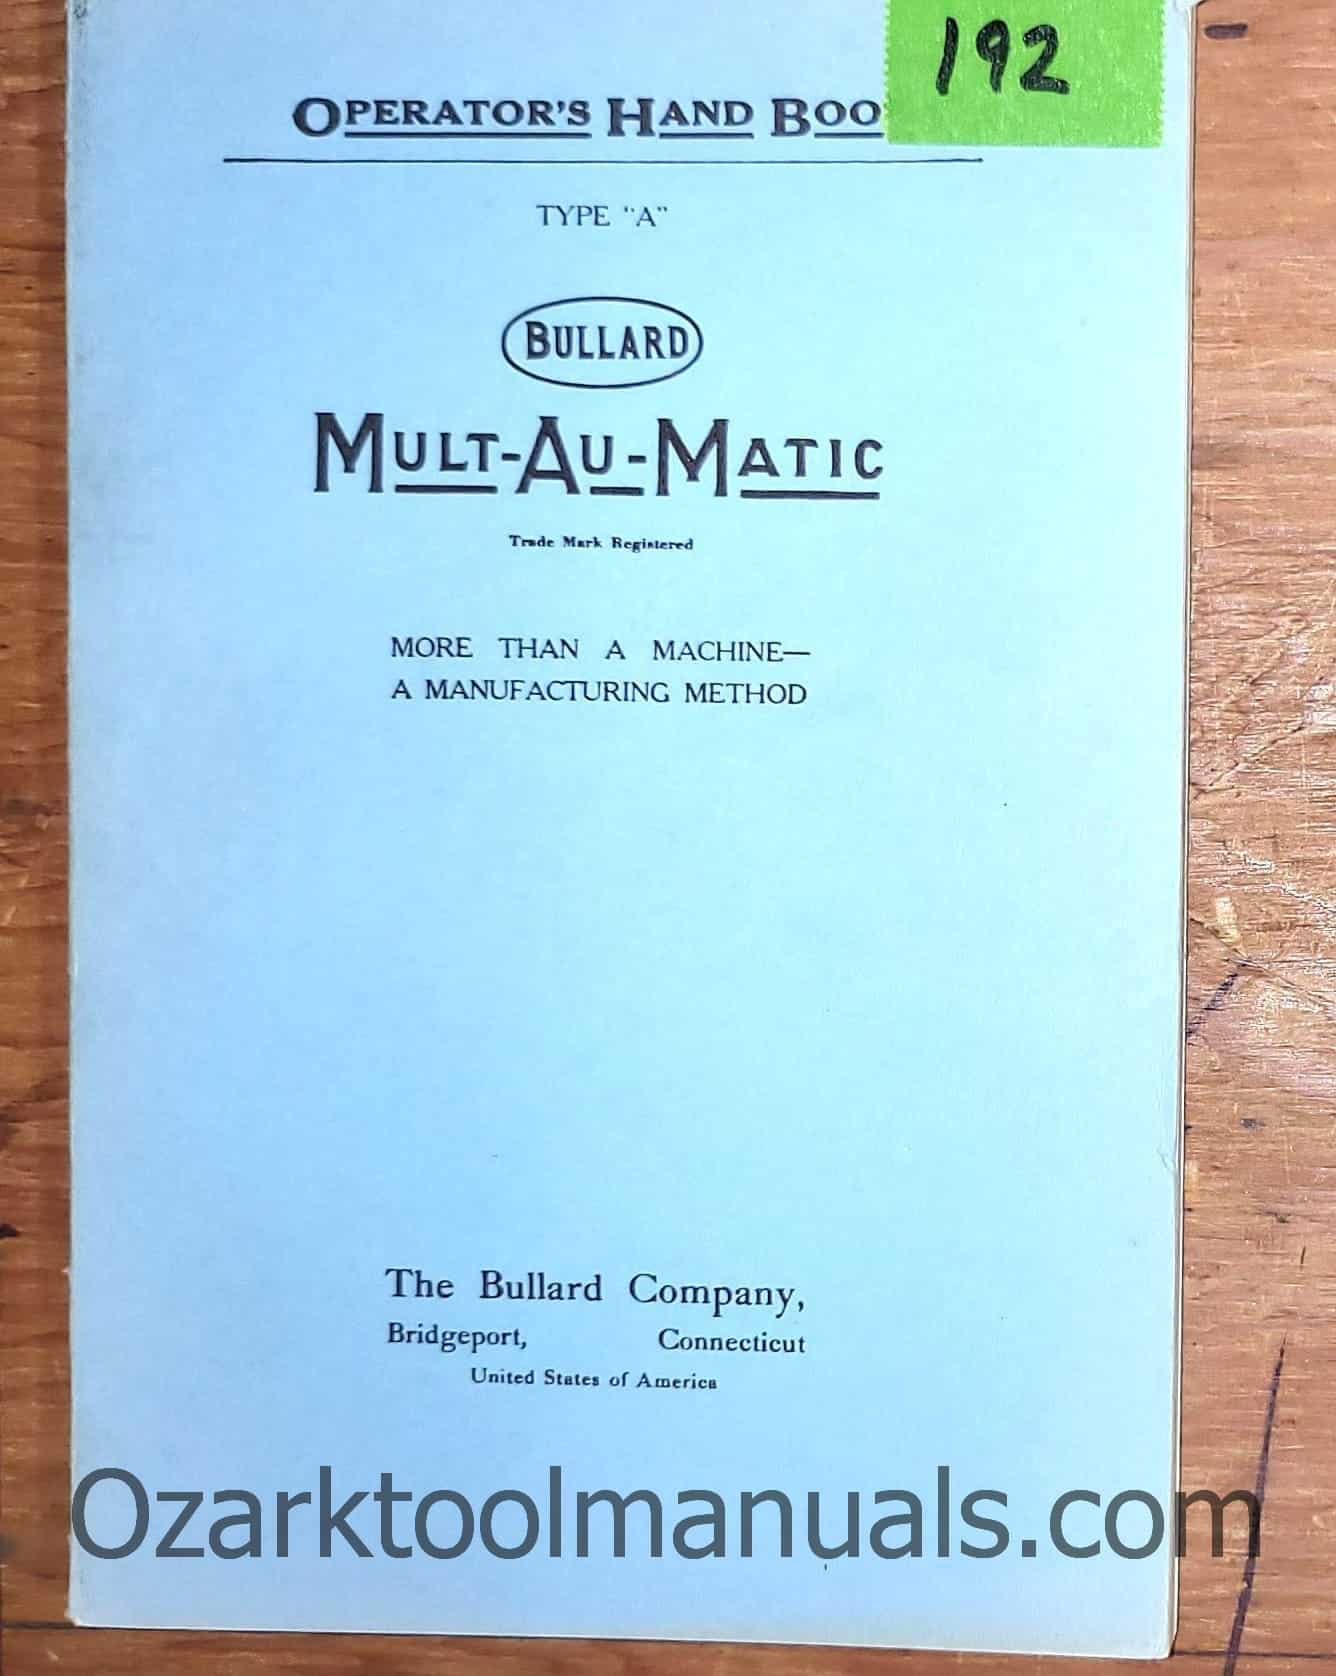 192
OPERATOR'S HAND BOO
TYPE "A"
BULLARD
MULT-AU-MATIC
Trade Mark Registered
MORE THAN A MACHINE—
A MANUFACTURING METHOD
The Bullard Company,
Bridgeport, Connecticut
United States of America
Ozarktoolmanuals.com